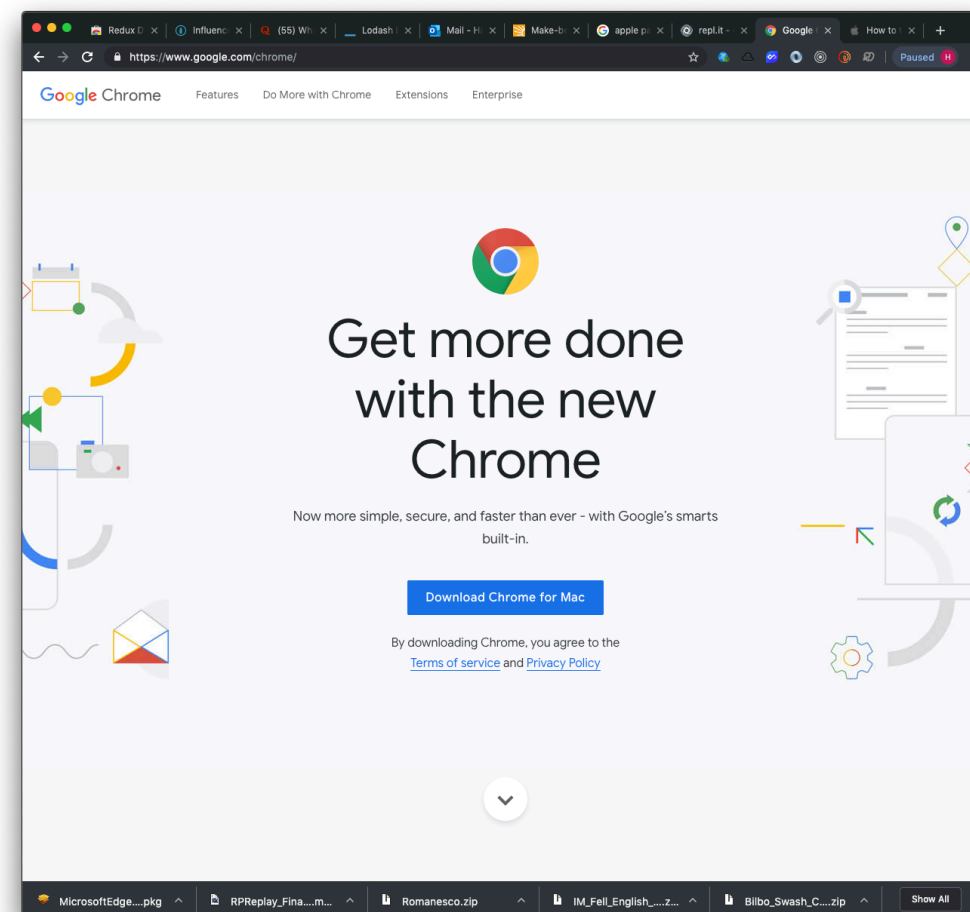 Redux D
Influenc
(55) Wh
Lodash
Mail - H
Make-b
apple pa
repl.it -
Google
How to
https://www.google.com/chrome/
Paused H
Google Chrome
Features
Do More with Chrome
Extensions
Enterprise
Get more done
with the new
Chrome
Now more simple, secure, and faster than ever - with Google's smarts
built-in.
Download Chrome for Mac
By downloading Chrome, you agree to the
Terms of service and Privacy Policy
MicrosoftEdge....pkg
RPReplay_Fina....m...
Romanesco.zip
IM_Fell_English_....z...
Bilbo_Swash_C....zip
Show All